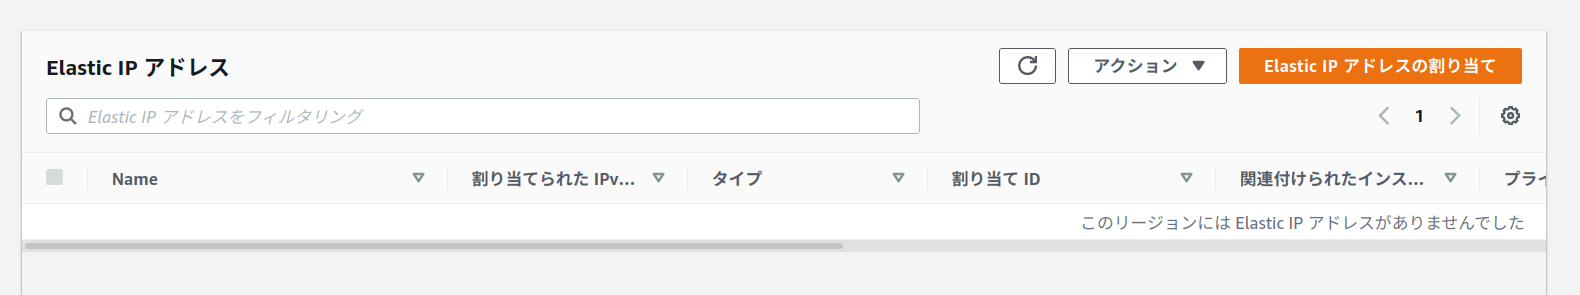 Elastic IP アドレス
アクション
Elastic IP アドレスの割り当て
Elastic IP アドレスをフィルタリング
1
Name 割り当てられた IPv... タイプ 割り当て ID 関連付けられたインス... プライ
このリージョンには Elastic IP アドレスがありませんでした